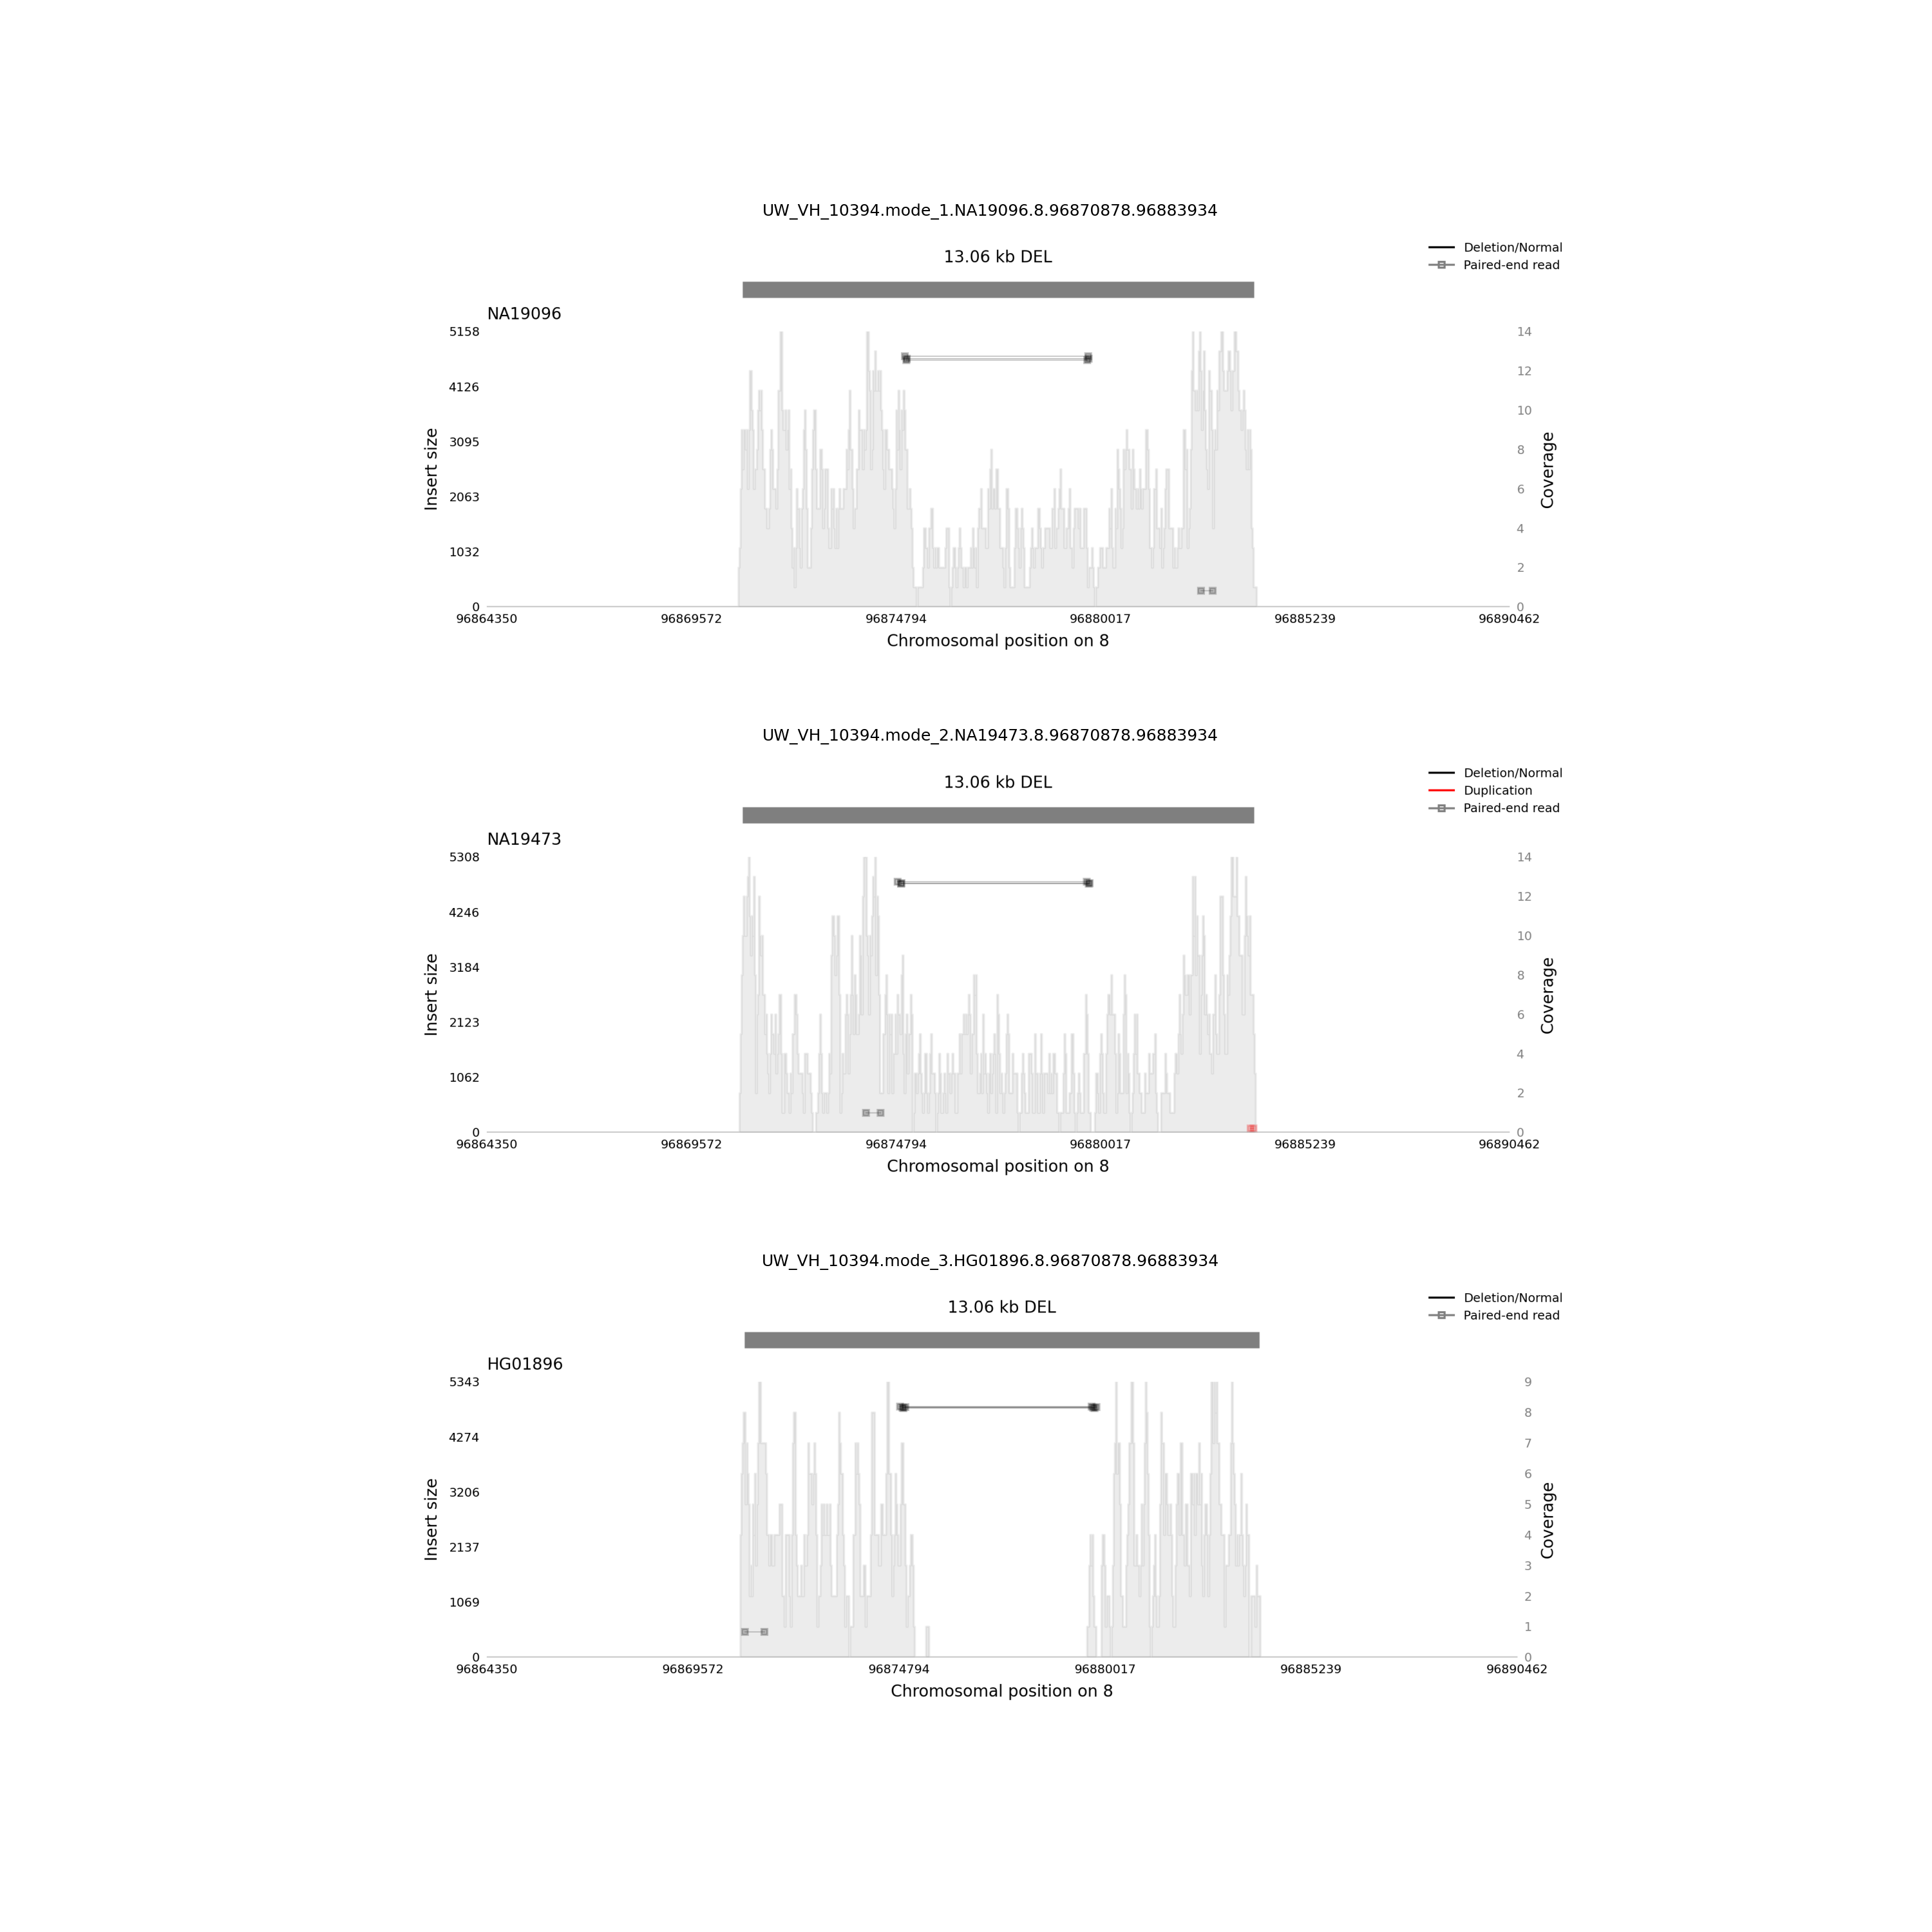 UW_VH_10394.mode_1.NA19096.8.96870878.96883934
13.06 kb DEL
Deletion/Normal
Paired-end read
NA19096
5158
4126
3095
2063
1032
0
Insert size
14
12
10
8
6
4
2
0
Coverage
96864350 96869572 96874794 96880017 96885239 96890462
Chromosomal position on 8
UW_VH_10394.mode_2.NA19473.8.96870878.96883934
13.06 kb DEL
Deletion/Normal
Duplication
Paired-end read
NA19473
5308
4246
3184
2123
1062
0
Insert size
14
12
10
8
6
4
2
0
Coverage
96864350 96869572 96874794 96880017 96885239 96890462
Chromosomal position on 8
UW_VH_10394.mode_3.HG01896.8.96870878.96883934
13.06 kb DEL
Deletion/Normal
Paired-end read
HG01896
5343
4274
3206
2137
1069
0
Insert size
9
8
7
6
5
4
3
2
1
0
Coverage
96864350 96869572 96874794 96880017 96885239 96890462
Chromosomal position on 8